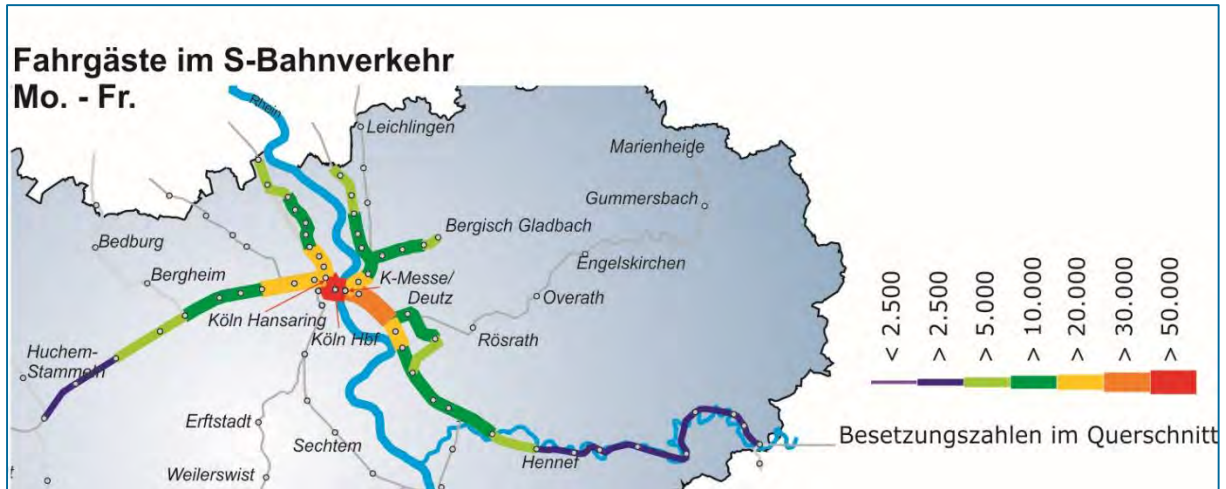 Fahrgäste im S-Bahnverkehr
Mo. - Fr.
Rhein
Leichlingen
Marienheide
Gummersbach
Bergisch Gladbach
Bedburg
Engelskirchen
Bergheim
K-Messe/
Deutz
Overath
Köln Hansaring
Köln Hbf
Rösrath
Huchem-
Stammeln
Erftstadt
Sechtem
Hennef
Weilerswist
t
< 2.500
> 2.500
> 5.000
> 10.000
> 20.000
> 30.000
> 50.000
Besetzungszahlen im Querschnitt